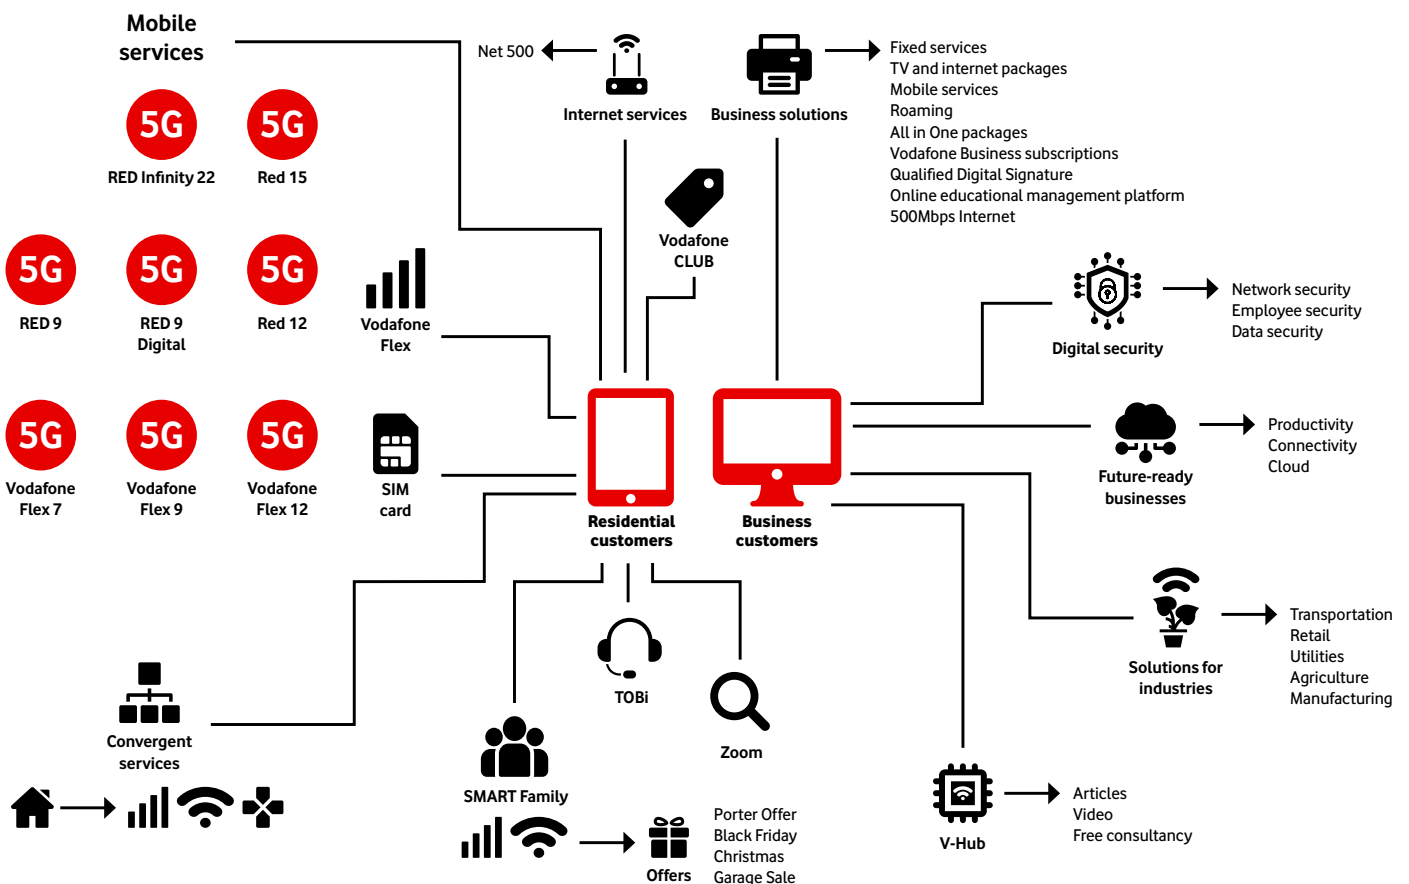 Mobile
services
5G
5G
RED Infinity 22
Red 15
5G
5G
5G
RED 9
RED 9
Digital
Red 12
Vodafone
Flex
5G
5G
5G
Vodafone
Flex 7
Vodafone
Flex 9
Vodafone
Flex 12
SIM
card
Net 500
Internet services
Business solutions
Fixed services
TV and internet packages
Mobile services
Roaming
All in One packages
Vodafone Business subscriptions
Qualified Digital Signature
Online educational management platform
500Mbps Internet
Vodafone
CLUB
Digital security
Network security
Employee security
Data security
Future-ready
businesses
Productivity
Connectivity
Cloud
Residential
customers
Business
customers
Solutions for
industries
Transportation
Retail
Utilities
Agriculture
Manufacturing
Convergent
services
TOBi
Zoom
SMART Family
Offers
Porter Offer
Black Friday
Christmas
Garage Sale
V-Hub
Articles
Video
Free consultancy